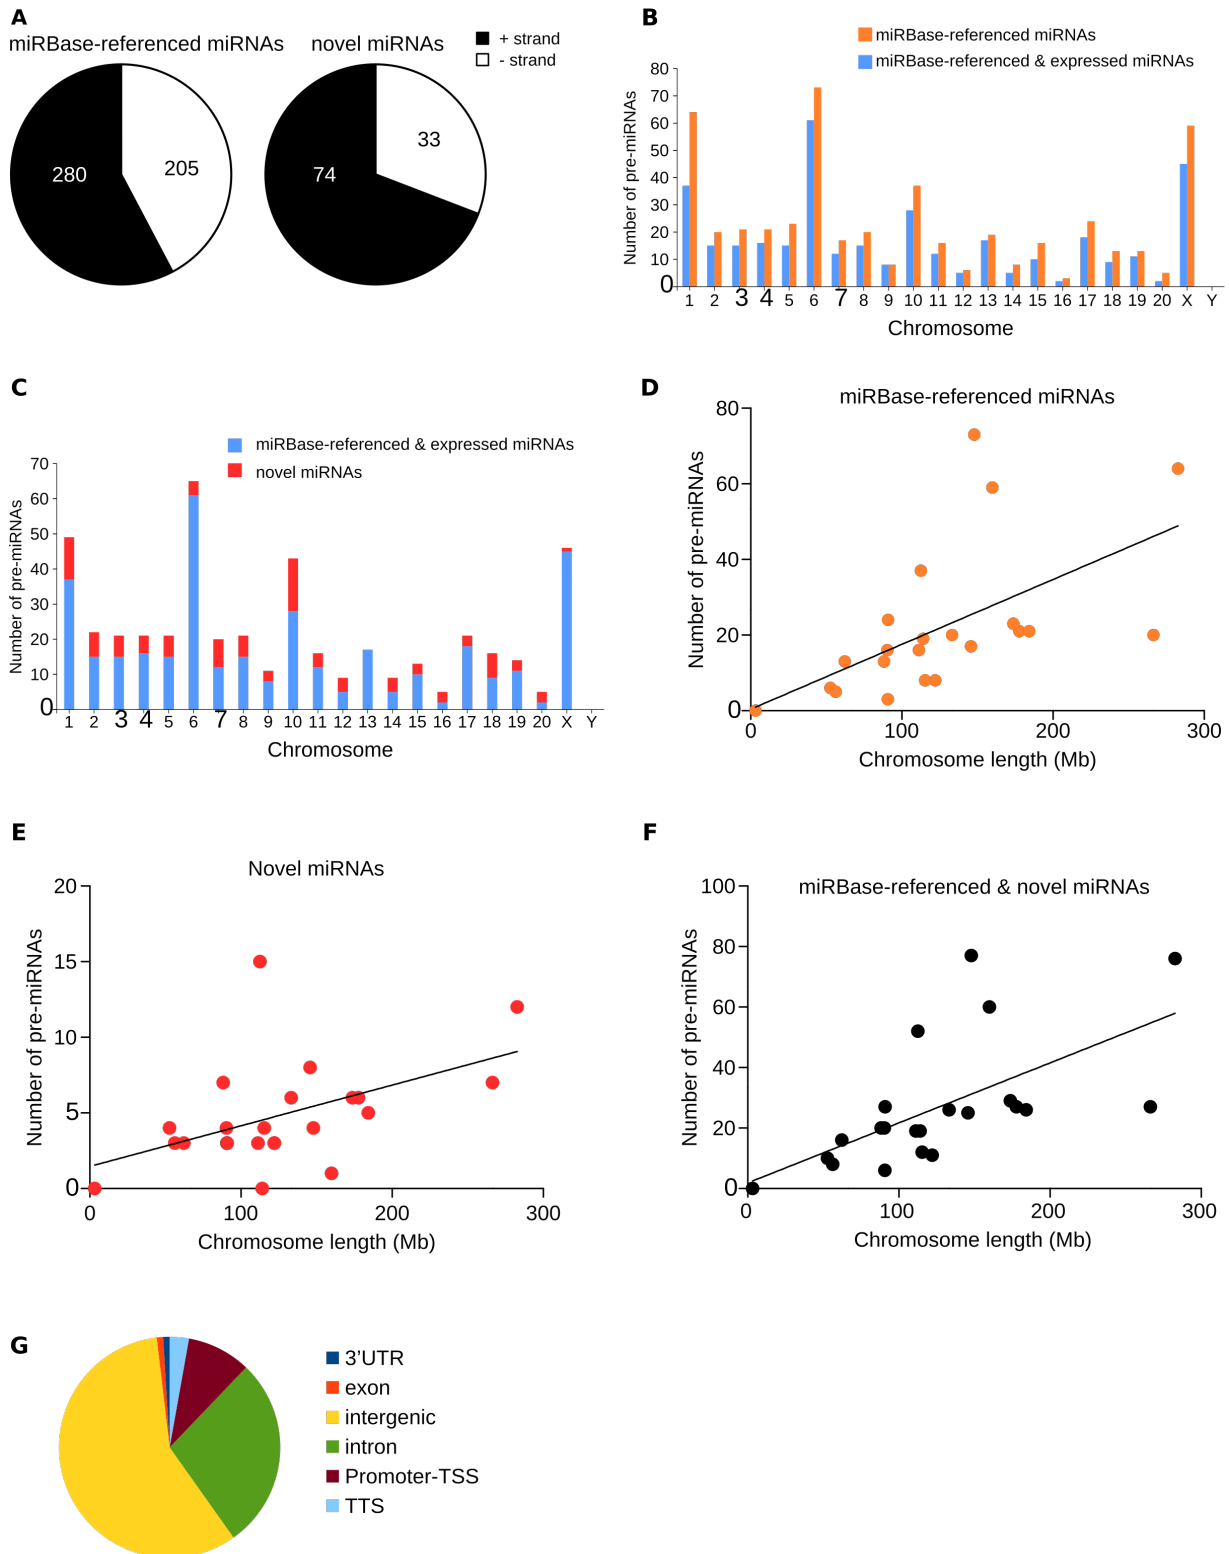 A
miRBase-referenced miRNAs
novel miRNAs
+ strand
- strand
280
205
74
33
B
miRBase-referenced miRNAs
miRBase-referenced & expressed miRNAs
Number of pre-miRNAs
80
70
60
50
40
30
20
10
0
1 2 3 4 5 6 7 8 9 10 11 12 13 14 15 16 17 18 19 20 X Y
Chromosome
C
miRBase-referenced & expressed miRNAs
novel miRNAs
Number of pre-miRNAs
70
60
50
40
30
20
10
0
1 2 3 4 5 6 7 8 9 10 11 12 13 14 15 16 17 18 19 20 X Y
Chromosome
D
miRBase-referenced miRNAs
Number of pre-miRNAs
80
60
40
20
0
0 100 200 300
Chromosome length (Mb)
E
Novel miRNAs
Number of pre-miRNAs
20
15
10
5
0
0 100 200 300
Chromosome length (Mb)
F
miRBase-referenced & novel miRNAs
Number of pre-miRNAs
100
80
60
40
20
0
0 100 200 300
Chromosome length (Mb)
G
3’UTR
exon
intergenic
intron
Promoter-TSS
TTS